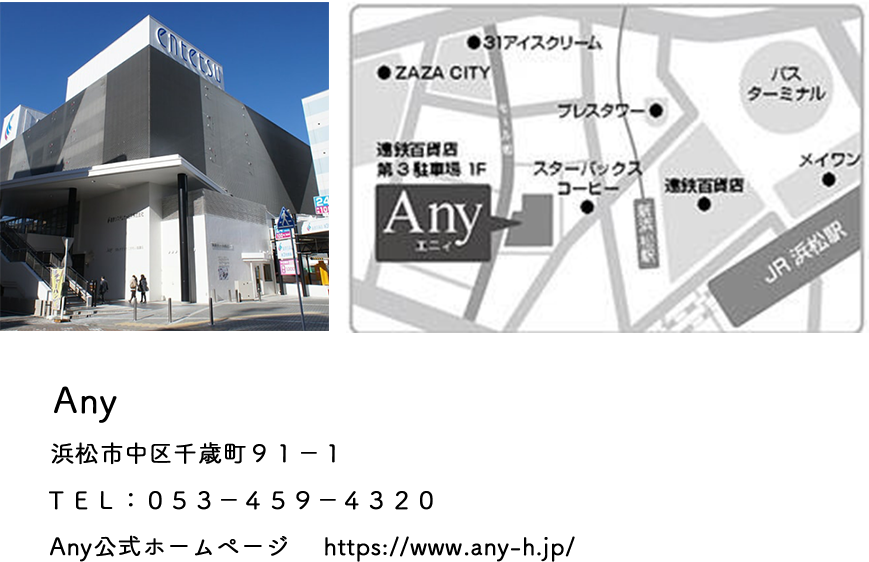 entetsu
31アイスクリーム
ZAZA CITY
バス
ターミナル
プレスタワー
モール街
遠鉄百貨店
第3駐車場 1F
スターバックス
コーヒー
メイワン
遠鉄百貨店
Any
エニィ
新浜松駅
JR 浜松駅
Any
浜松市中区千歳町９１－１
ＴＥＬ：０５３－４５９－４３２０
Any公式ホームページ　https://www.any-h.jp/